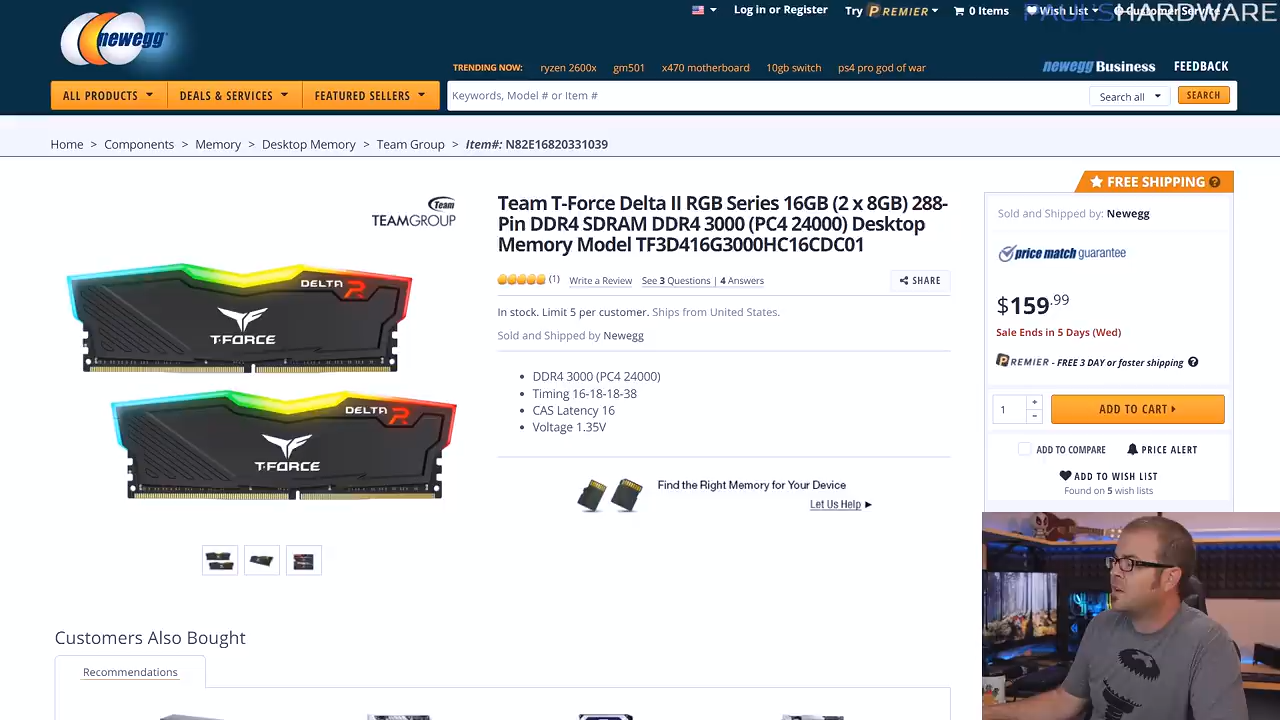 newegg
Log in or Register
Try PREMIER
0 Items
Wish List
Customer Service
PAUL'S HARDWARE
TRENDING NOW: ryzen 2600x gm501 x470 motherboard 10gb switch ps4 pro god of war
newegg Business
FEEDBACK
ALL PRODUCTS
DEALS & SERVICES
FEATURED SELLERS
Keywords, Model # or Item #
Search all
SEARCH
Home > Components > Memory > Desktop Memory > Team Group > Item#: N82E16820331039
Team
TEAMGROUP
DELTA R
T-FORCE
DELTA R
T-FORCE
Team T-Force Delta II RGB Series 16GB (2 x 8GB) 288-
Pin DDR4 SDRAM DDR4 3000 (PC4 24000) Desktop
Memory Model TF3D416G3000HC16CDC01
(1) Write a Review See 3 Questions | 4 Answers
SHARE
In stock. Limit 5 per customer. Ships from United States.
Sold and Shipped by Newegg
DDR4 3000 (PC4 24000)
Timing 16-18-18-38
CAS Latency 16
Voltage 1.35V
Find the Right Memory for Your Device
Let Us Help ►
FREE SHIPPING ?
Sold and Shipped by: Newegg
price match guarantee
$159.99
Sale Ends in 5 Days (Wed)
PREMIER - FREE 3 DAY or faster shipping ?
1
+
-
ADD TO CART
ADD TO COMPARE
PRICE ALERT
ADD TO WISH LIST
Found on 5 wish lists
Customers Also Bought
Recommendations